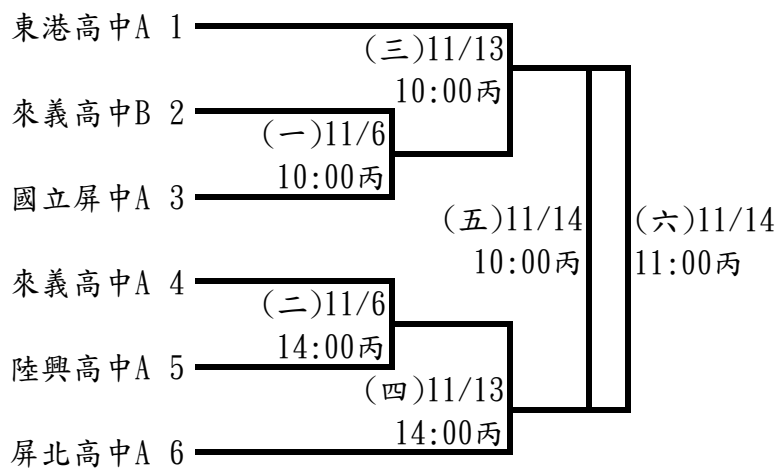 東港高中A 1
(三)11/13
10:00丙
來義高中B 2
(一)11/6
10:00丙
國立屏中A 3
(五)11/14
10:00丙
(六)11/14
11:00丙
來義高中A 4
(二)11/6
14:00丙
陸興高中A 5
(四)11/13
14:00丙
屏北高中A 6